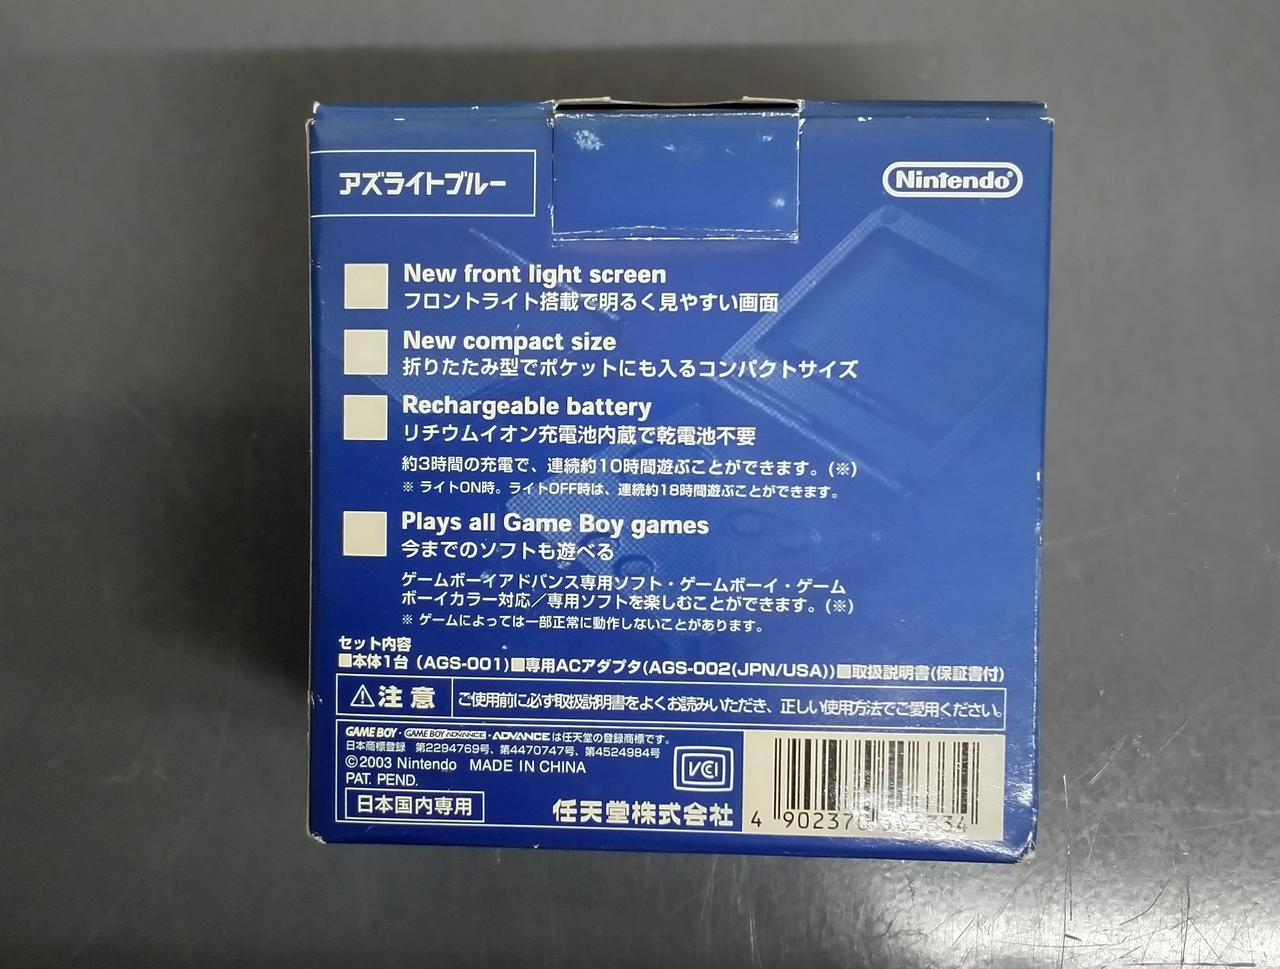 アズライトブルー
Nintendo®
New front light screen
フロントライト搭載で明るく見やすい画面
New compact size
折りたたみ型でポケットにも入るコンパクトサイズ
Rechargeable battery
リチウムイオン充電池内蔵で乾電池不要
約3時間の充電で、連続約10時間遊ぶことができます。(※)
※ ライトON時。ライトOFF時は、連続約18時間遊ぶことができます。
Plays all Game Boy games
今までのソフトも遊べる
ゲームボーイアドバンス専用ソフト・ゲームボーイ・ゲーム
ボーイカラー対応／専用ソフトを楽しむことができます。(※)
※ ゲームによっては一部正常に動作しないことがあります。
セット内容
■本体1台（AGS-001)■専用ACアダプタ(AGS-002(JPN/USA))■取扱説明書(保証書付)
⚠注意 ご使用前に必ず取扱説明書をよくお読みいただき、正しい使用方法でご愛用ください。
GAME BOY・GAME BOY ADVANCE・ADVANCEは任天堂の登録商標です。
日本商標登録 第2294769号、第4470747号、第4524984号
©2003 Nintendo MADE IN CHINA
PAT. PEND.
VCI
日本国内専用
任天堂株式会社
4 902370